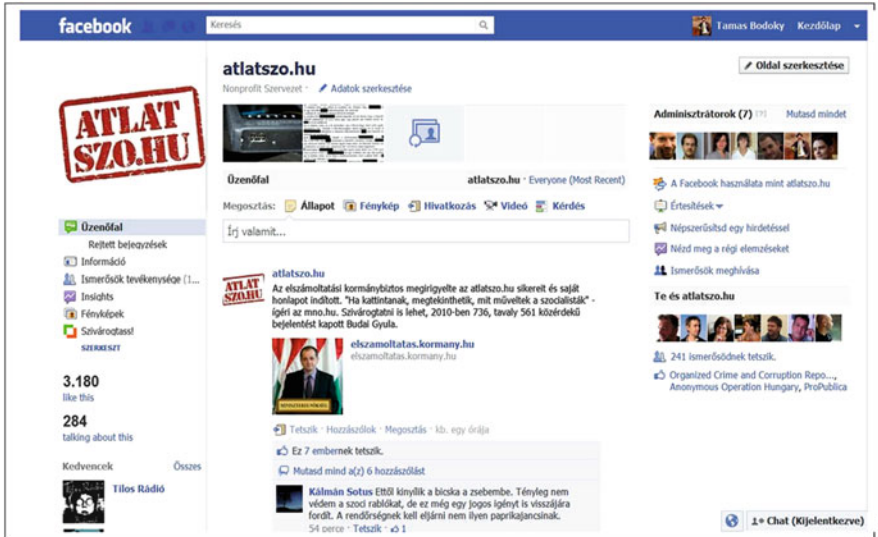 facebook
Keresés
Tamas Bodoky
Kezdőlap
ATLAT
SZO.HU
atlatszo.hu
Nonprofit Szervezet · Adatok szerkesztése
Oldal szerkesztése
Üzenőfal
atlatszo.hu · Everyone (Most Recent)
Megosztás: Állapot Fénykép Hivatkozás Videó Kérdés
Írj valamit...
Üzenőfal
Rejtett bejegyzések
Információ
Ismerősök tevékenysége (1...
Insights
Fényképek
Szivárogtass!
SZERKESZT
3.180
like this
284
talking about this
Kedvencek
Összes
Tilos Rádió
ATLAT
SZO.HU
atlatszo.hu
Az elszámoltatási kormánybiztos megirigyelte az atlatszo.hu sikereit és saját
honlapot indított. "Ha kattintanak, megtekinthetik, mit műveltek a szocialisták" -
ígéri az mno.hu. Szivárogtatni is lehet, 2010-ben 736, tavaly 561 közérdekű
bejelentést kapott Budai Gyula.
elszamoltatas.kormany.hu
elszamoltatas.kormany.hu
Tetszik · Hozzászólok · Megosztás · kb. egy órája
Ez 7 embernek tetszik.
Mutasd mind a(z) 6 hozzászólást
Kálmán Sotus Ettől kinyílik a bicska a zsebembe. Tényleg nem
védem a szoci rablókat, de ez még egy jogos igényt is visszájára
fordít. A rendőrségnek kell eljárni nem ilyen paprikajancsinak.
54 perce · Tetszik · 1
Adminisztrátorok (7) [?]
Mutasd mindet
A Facebook használata mint atlatszo.hu
Értesítések
Népszerűsítsd egy hirdetéssel
Nézd meg a régi elemzéseket
Ismerősök meghívása
Te és atlatszo.hu
241 ismerősödnek tetszik.
Organized Crime and Corruption Repo...,
Anonymous Operation Hungary, ProPublica
Chat (Kijelentkezve)